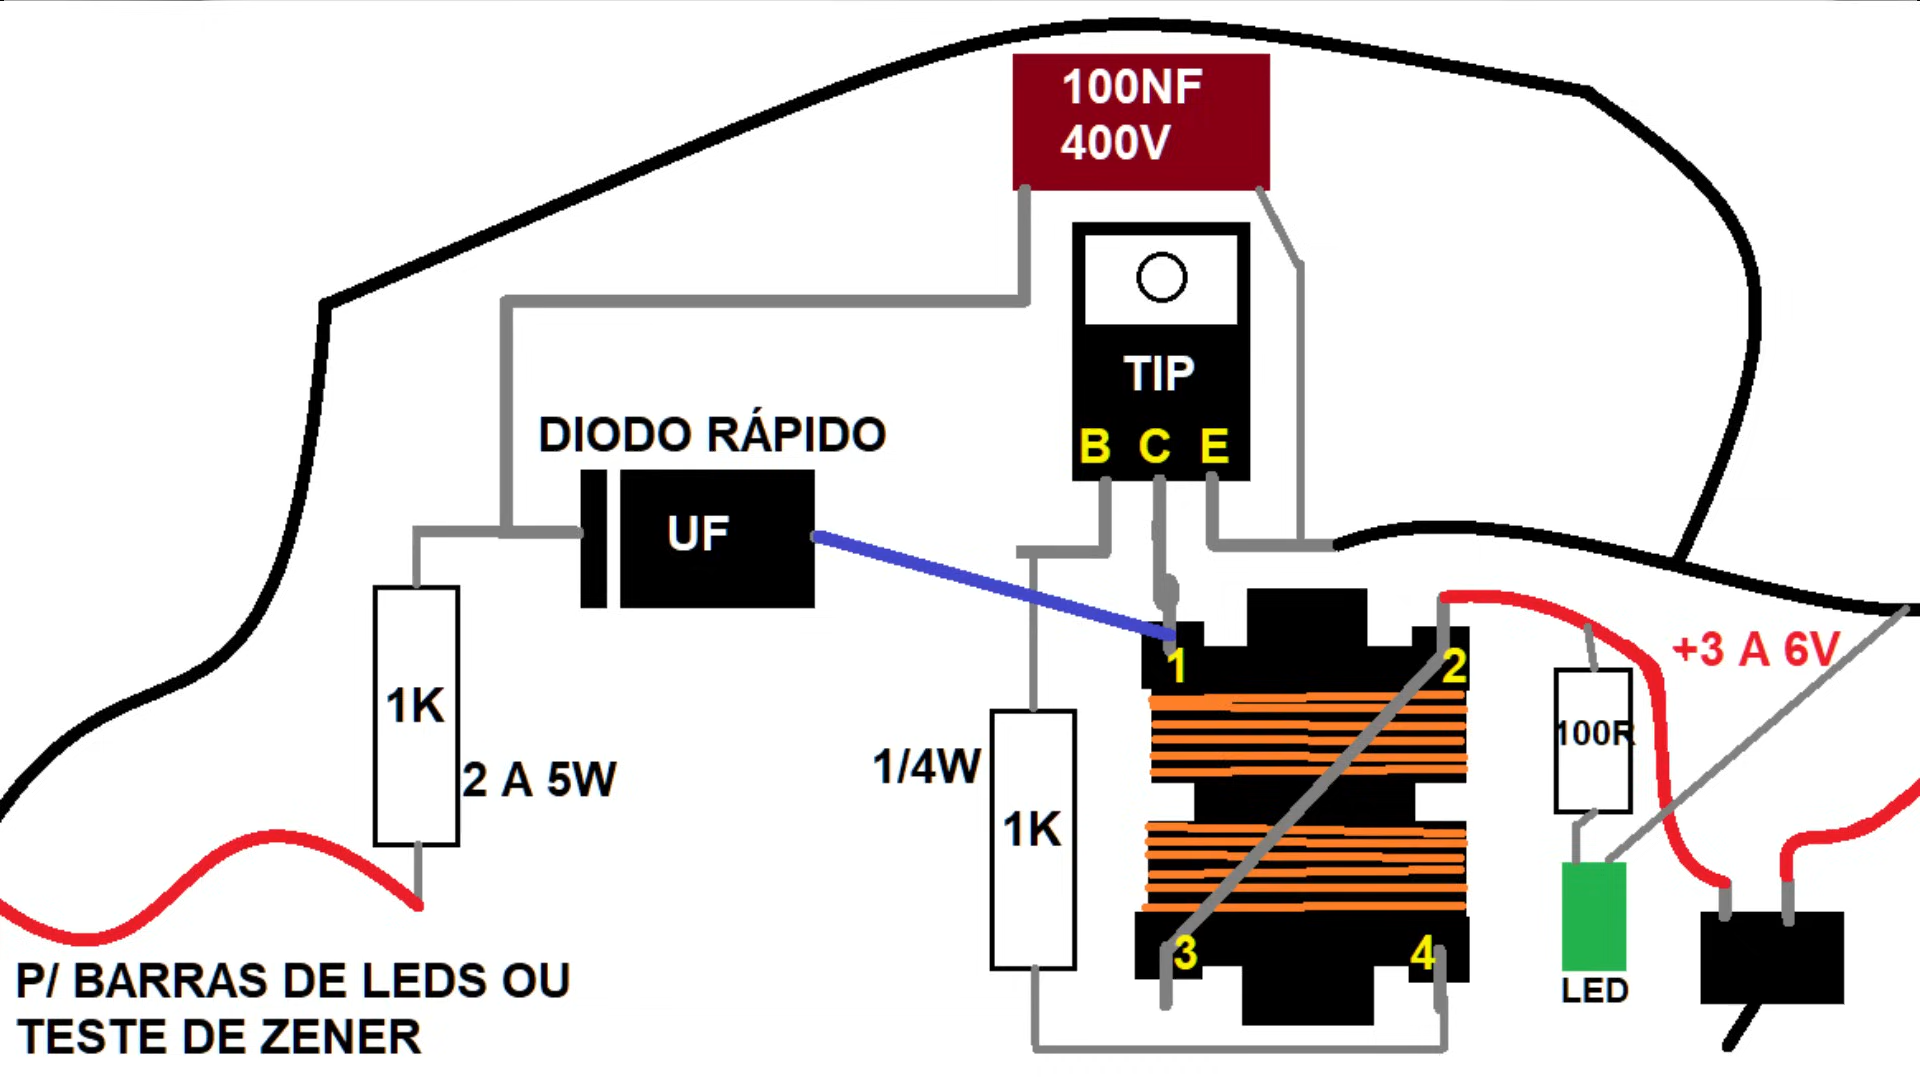 100NF
400V
TIP
B C E
DIODO RÁPIDO
UF
1 2
+3 A 6V
1K
100R
2 A 5W
1/4W
1K
3 4
P/ BARRAS DE LEDS OU
TESTE DE ZENER
LED